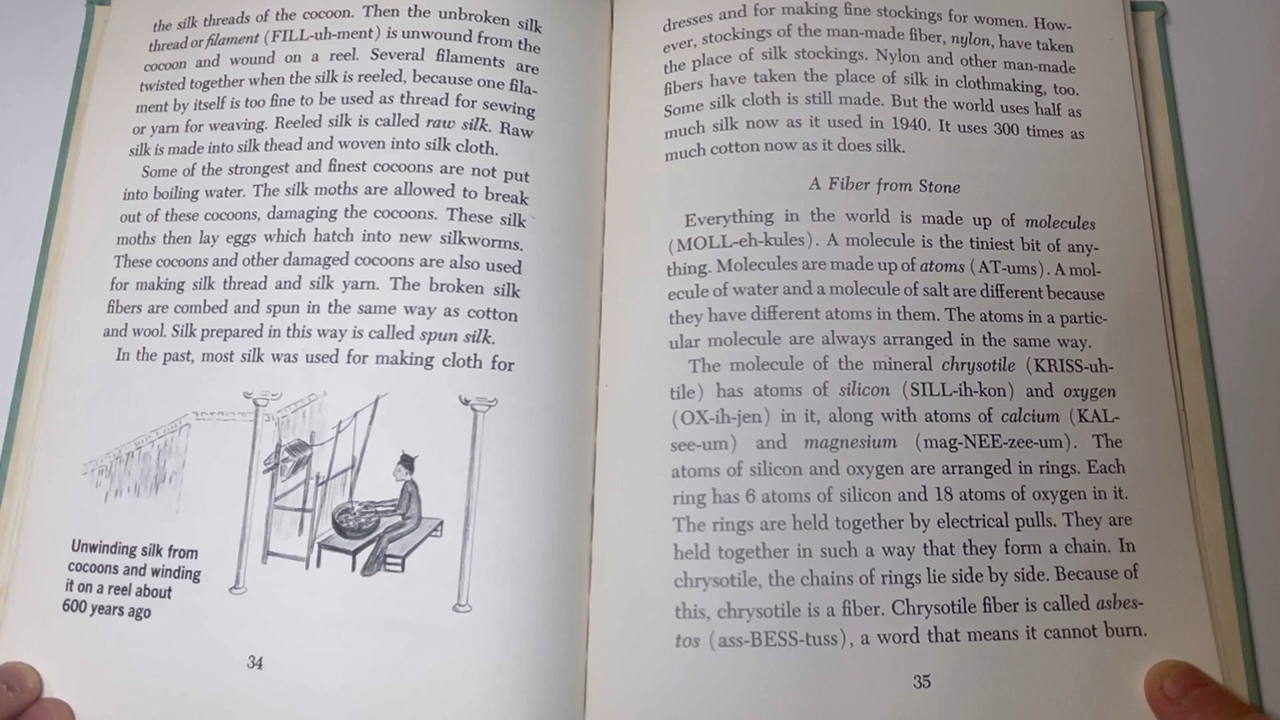 the silk threads of the cocoon. Then the unbroken silk
thread or filament (FILL-uh-ment) is unwound from the
cocoon and wound on a reel. Several filaments are
twisted together when the silk is reeled, because one fila-
ment by itself is too fine to be used as thread for sewing
or yarn for weaving. Reeled silk is called raw silk. Raw
silk is made into silk thead and woven into silk cloth.
Some of the strongest and finest cocoons are not put
into boiling water. The silk moths are allowed to break
out of these cocoons, damaging the cocoons. These silk
moths then lay eggs which hatch into new silkworms.
These cocoons and other damaged cocoons are also used
for making silk thread and silk yarn. The broken silk
fibers are combed and spun in the same way as cotton
and wool. Silk prepared in this way is called spun silk.
In the past, most silk was used for making cloth for
Unwinding silk from
cocoons and winding
it on a reel about
600 years ago
34
dresses and for making fine stockings for women. How-
ever, stockings of the man-made fiber, nylon, have taken
the place of silk stockings. Nylon and other man-made
fibers have taken the place of silk in clothmaking, too.
Some silk cloth is still made. But the world uses half as
much silk now as it used in 1940. It uses 300 times as
much cotton now as it does silk.
A Fiber from Stone
Everything in the world is made up of molecules
(MOLL-eh-kules). A molecule is the tiniest bit of any-
thing. Molecules are made up of atoms (AT-ums). A mol-
ecule of water and a molecule of salt are different because
they have different atoms in them. The atoms in a partic-
ular molecule are always arranged in the same way.
The molecule of the mineral chrysotile (KRISS-uh-
tile) has atoms of silicon (SILL-ih-kon) and oxygen
(OX-ih-jen) in it, along with atoms of calcium (KAL-
see-um) and magnesium (mag-NEE-zee-um). The
atoms of silicon and oxygen are arranged in rings. Each
ring has 6 atoms of silicon and 18 atoms of oxygen in it.
The rings are held together by electrical pulls. They are
held together in such a way that they form a chain. In
chrysotile, the chains of rings lie side by side. Because of
this, chrysotile is a fiber. Chrysotile fiber is called asbes-
tos (ass-BESS-tuss), a word that means it cannot burn.
35